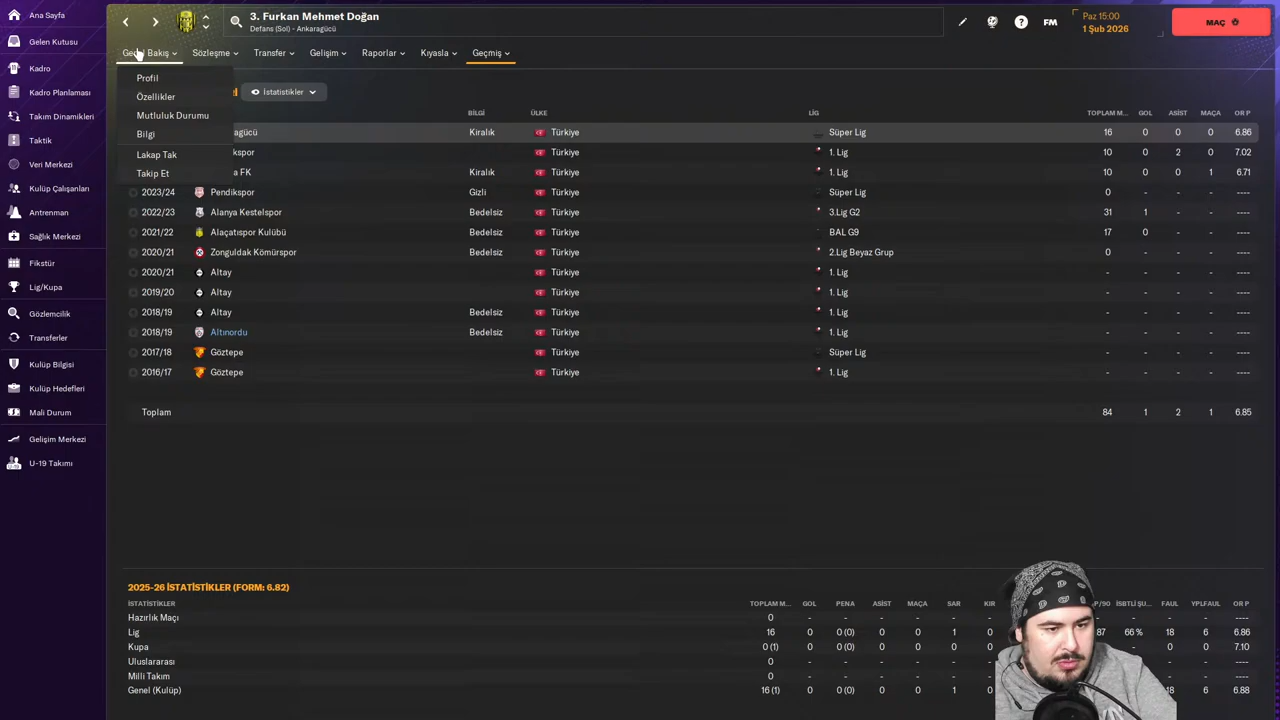 Ana Sayfa
Gelen Kutusu
Kadro
Kadro Planlaması
Takım Dinamikleri
Taktik
Veri Merkezi
Kulüp Çalışanları
Antrenman
Sağlık Merkezi
Fikstür
Lig/Kupa
Gözlemcilik
Transferler
Kulüp Bilgisi
Kulüp Hedefleri
Mali Durum
Gelişim Merkezi
U-19 Takımı
3. Furkan Mehmet Doğan
Defans (Sol) - Ankaragücü
FM
Paz 15:00
1 Şub 2026
MAÇ
Bakış Sözleşme Transfer Gelişim Raporlar Kıyasla Geçmiş
Profil
Özellikler
Mutluluk Durumu
Bilgi
Lakap Tak
Takip Et
İstatistikler
BİLGİ ÜLKE LİG TOPLAM M... GOL ASİST MAÇA OR P
agücü Kiralık Türkiye Süper Lig 16 0 0 0 6.86
kspor Türkiye 1. Lig 10 0 2 0 7.02
a FK Kiralık Türkiye 1. Lig 10 0 0 1 6.71
2023/24 Pendikspor Gizli Türkiye Süper Lig 0 - - - ----
2022/23 Alanya Kestelspor Bedelsiz Türkiye 3.Lig G2 31 1 - - ----
2021/22 Alaçatıspor Kulübü Bedelsiz Türkiye BAL G9 17 0 - - ----
2020/21 Zonguldak Kömürspor Bedelsiz Türkiye 2.Lig Beyaz Grup 0 - - - ----
2020/21 Altay Türkiye 1. Lig - - - - ----
2019/20 Altay Türkiye 1. Lig - - - - ----
2018/19 Altay Bedelsiz Türkiye 1. Lig - - - - ----
2018/19 Altınordu Bedelsiz Türkiye 1. Lig - - - - ----
2017/18 Göztepe Türkiye Süper Lig - - - - ----
2016/17 Göztepe Türkiye 1. Lig - - - - ----
Toplam 84 1 2 1 6.85
2025-26 İSTATİSTİKLER (FORM: 6.82)
İSTATİSTİKLER TOPLAM M... GOL PENA ASİST MAÇA SAR KIR P/90 İSBTLİ ŞU... FAUL YPLFAUL OR P
Hazırlık Maçı 0 - - - - - - - - ----
Lig 16 0 0 (0) 0 0 1 0 87 66 % 18 6 6.86
Kupa 0 (1) 0 0 (0) 0 0 0 0 - 0 0 7.10
Uluslararası 0 - - - - - - - ----
Milli Takım 0 - - - - - - - ----
Genel (Kulüp) 16 (1) 0 0 (0) 0 0 1 0 18 6 6.88